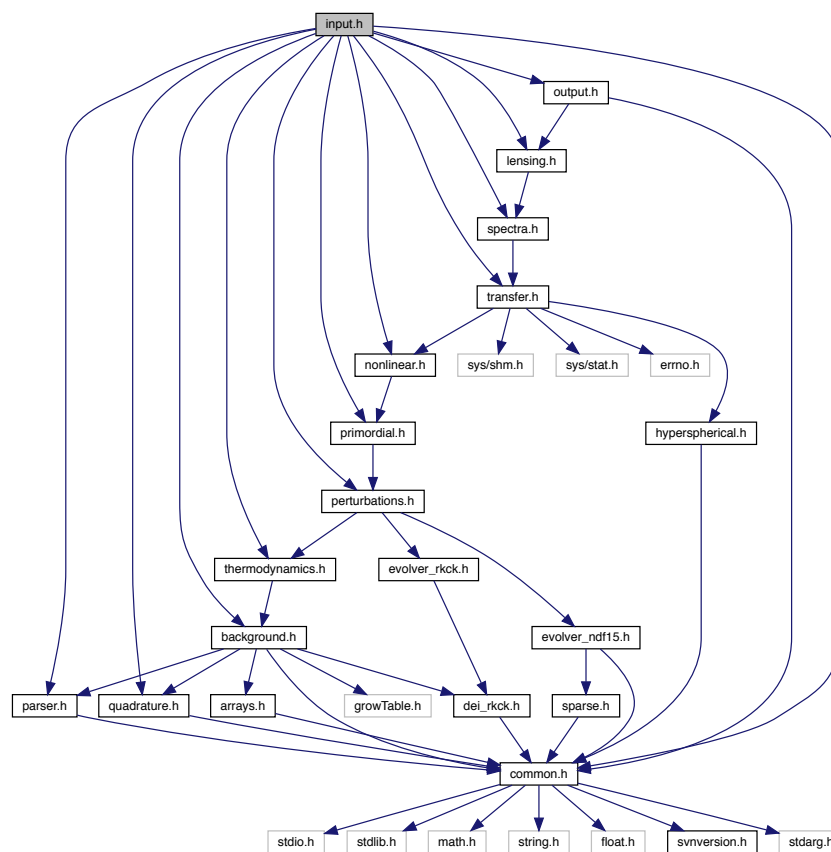 input.h
output.h
lensing.h
spectra.h
transfer.h
nonlinear.h
sys/shm.h
sys/stat.h
errno.h
primordial.h
hyperspherical.h
perturbations.h
thermodynamics.h
evolver_rkck.h
background.h
evolver_ndf15.h
parser.h
quadrature.h
arrays.h
growTable.h
dei_rkck.h
sparse.h
common.h
stdio.h
stdlib.h
math.h
string.h
float.h
svnversion.h
stdarg.h